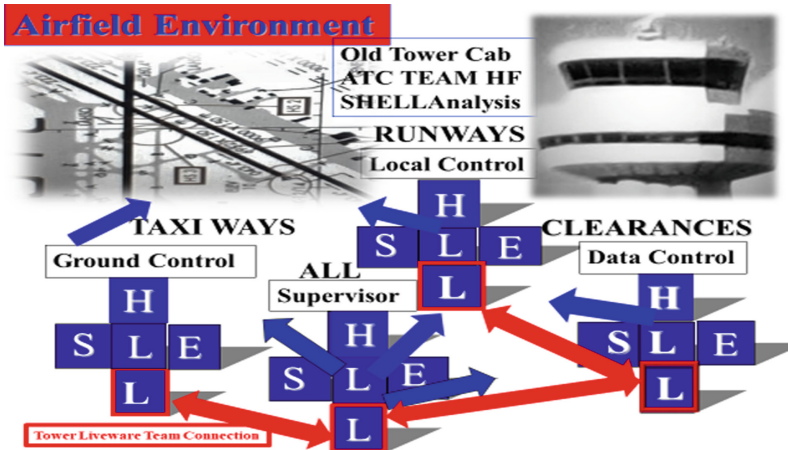 Airfield Environment
Old Tower Cab
ATC TEAM HF
SHELLAnalysis
RUNWAYS
Local Control
H
S L E
L
TAXI WAYS
Ground Control
H
S L E
L
ALL
Supervisor
H
S L E
L
CLEARANCES
Data Control
H
S L E
L
Tower Liveware Team Connection